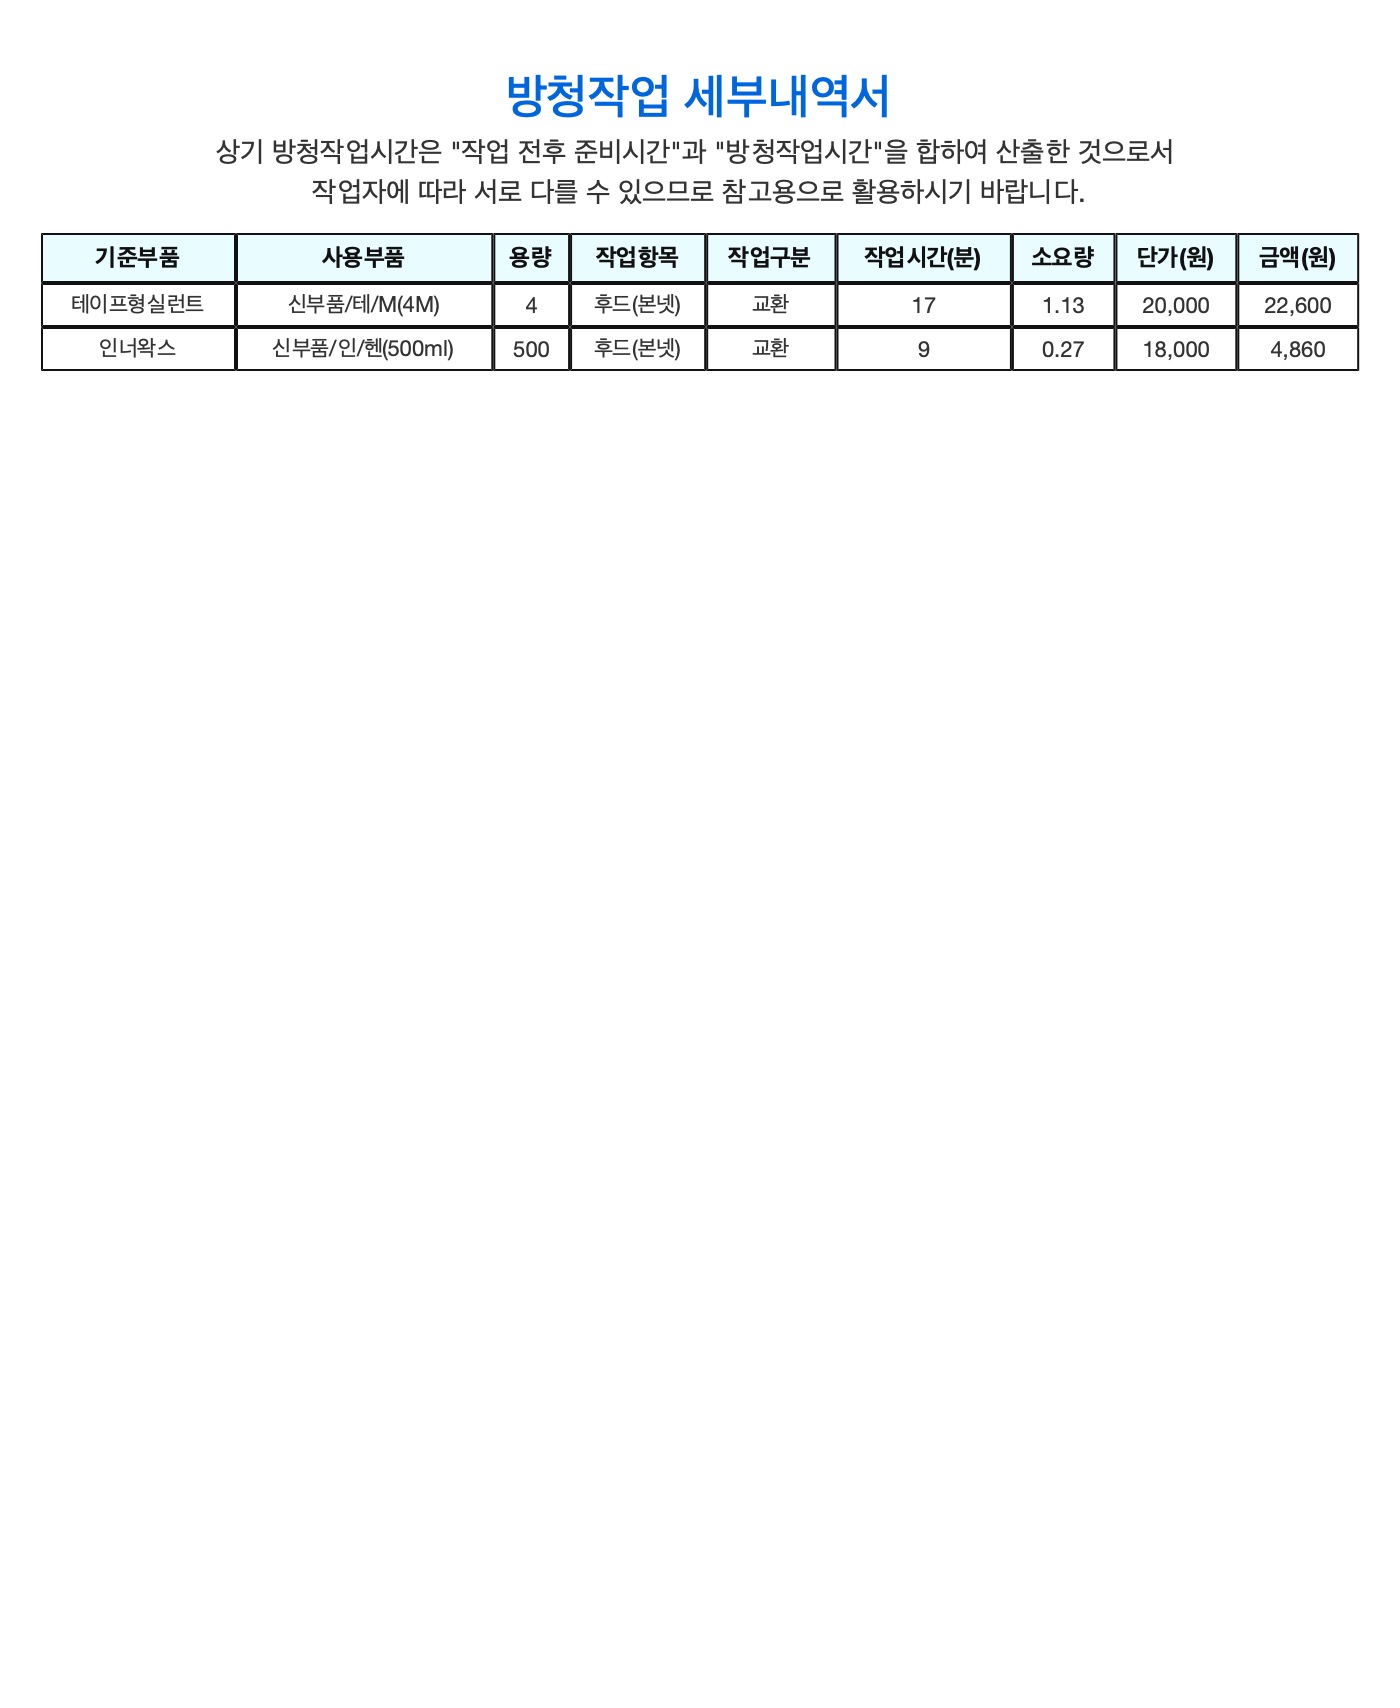 방청작업 세부내역서
상기 방청작업시간은 "작업 전후 준비시간"과 "방청작업시간"을 합하여 산출한 것으로서
작업자에 따라 서로 다를 수 있으므로 참고용으로 활용하시기 바랍니다.
기준부품 사용부품 용량 작업항목 작업구분 작업시간(분) 소요량 단가(원) 금액(원)
테이프형실런트 신부품/테/M(4M) 4 후드(본넷) 교환 17 1.13 20,000 22,600
인너왁스 신부품/인/헨(500ml) 500 후드(본넷) 교환 9 0.27 18,000 4,860